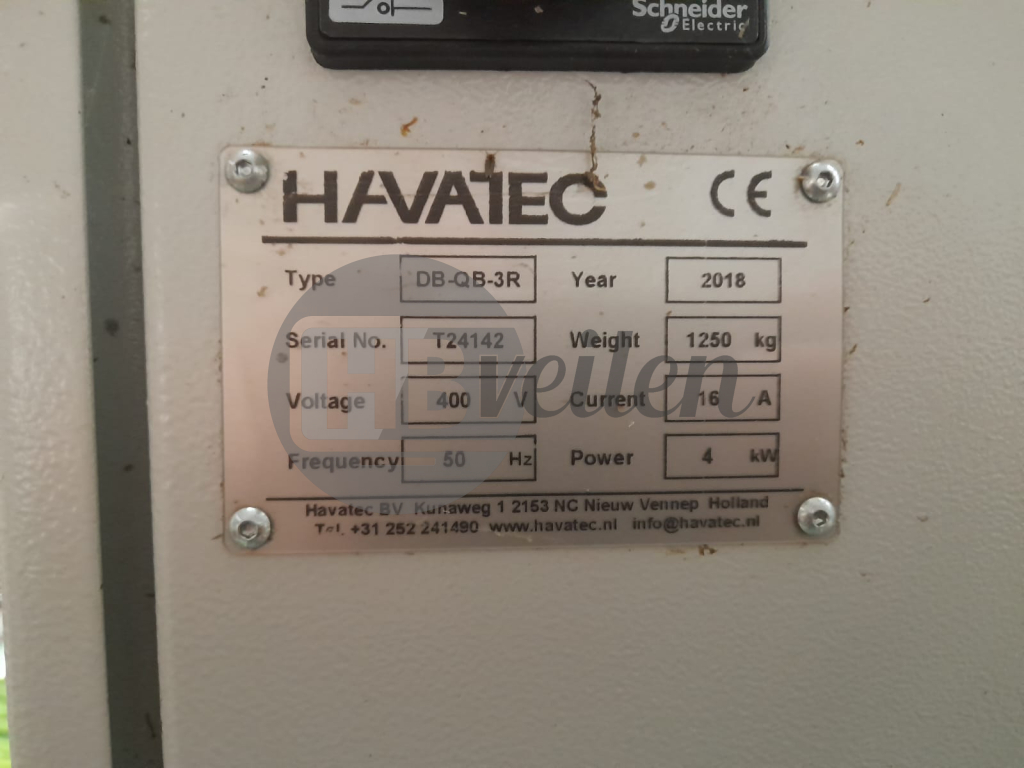 Schneider
Electric
HAVATEC CE
Type DB-QB-3R Year 2018
Serial No. T24142 Weight 1250 kg
Voltage 400 V Current 16 A
Frequency 50 Hz Power 4 kW
Havatec BV Kunaweg 1 2153 NC Nieuw Vennep Holland
Tel. +31 252 241490 www.havatec.nl info@havatec.nl
HBveilen